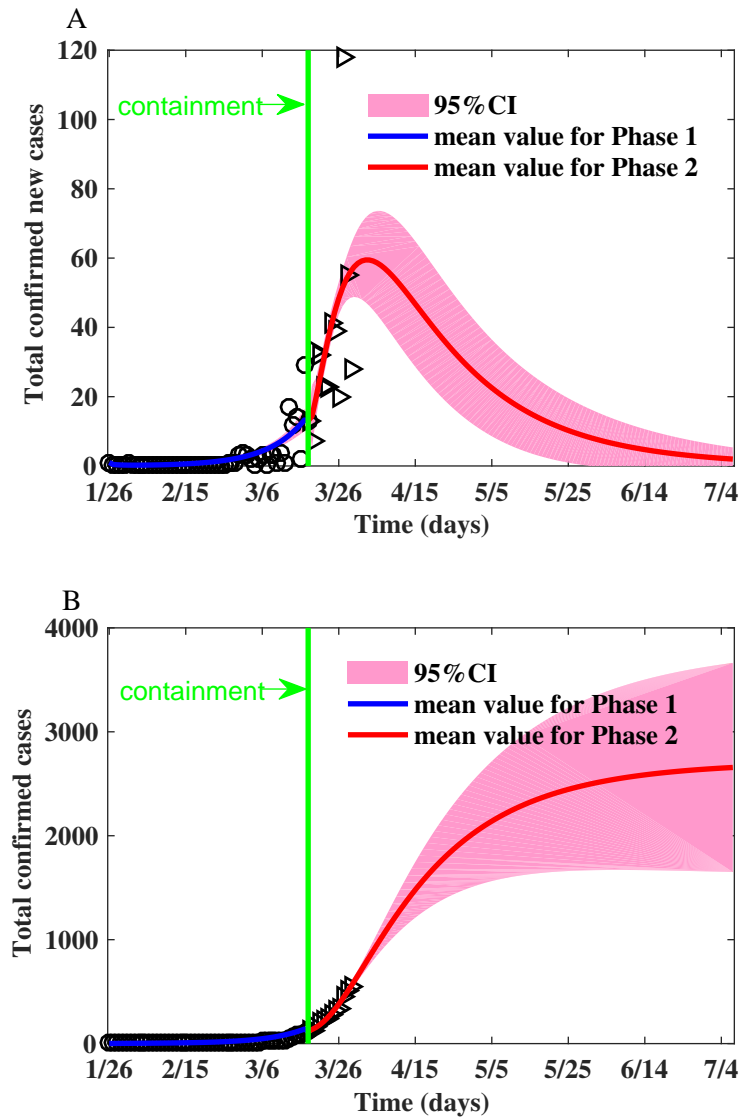 A
120
100
80
60
40
20
0
Total confirmed new cases
containment
95%CI
mean value for Phase 1
mean value for Phase 2
1/26 2/15 3/6 3/26 4/15 5/5 5/25 6/14 7/4
Time (days)
B
4000
3000
2000
1000
0
Total confirmed cases
containment
95%CI
mean value for Phase 1
mean value for Phase 2
1/26 2/15 3/6 3/26 4/15 5/5 5/25 6/14 7/4
Time (days)